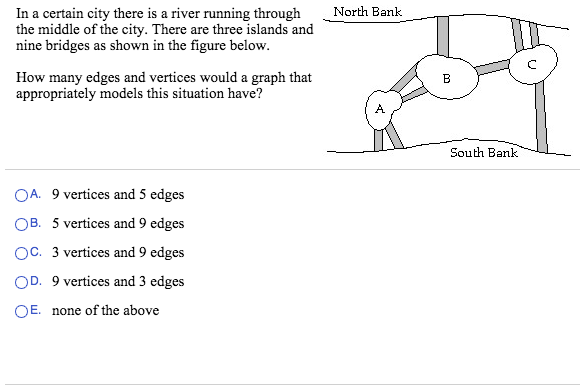 In a certain city there is a river running through
the middle of the city. There are three islands and
nine bridges as shown in the figure below.
How many edges and vertices would a graph that
appropriately models this situation have?
North Bank
C
B
A
South Bank
A. 9 vertices and 5 edges
B. 5 vertices and 9 edges
C. 3 vertices and 9 edges
D. 9 vertices and 3 edges
E. none of the above